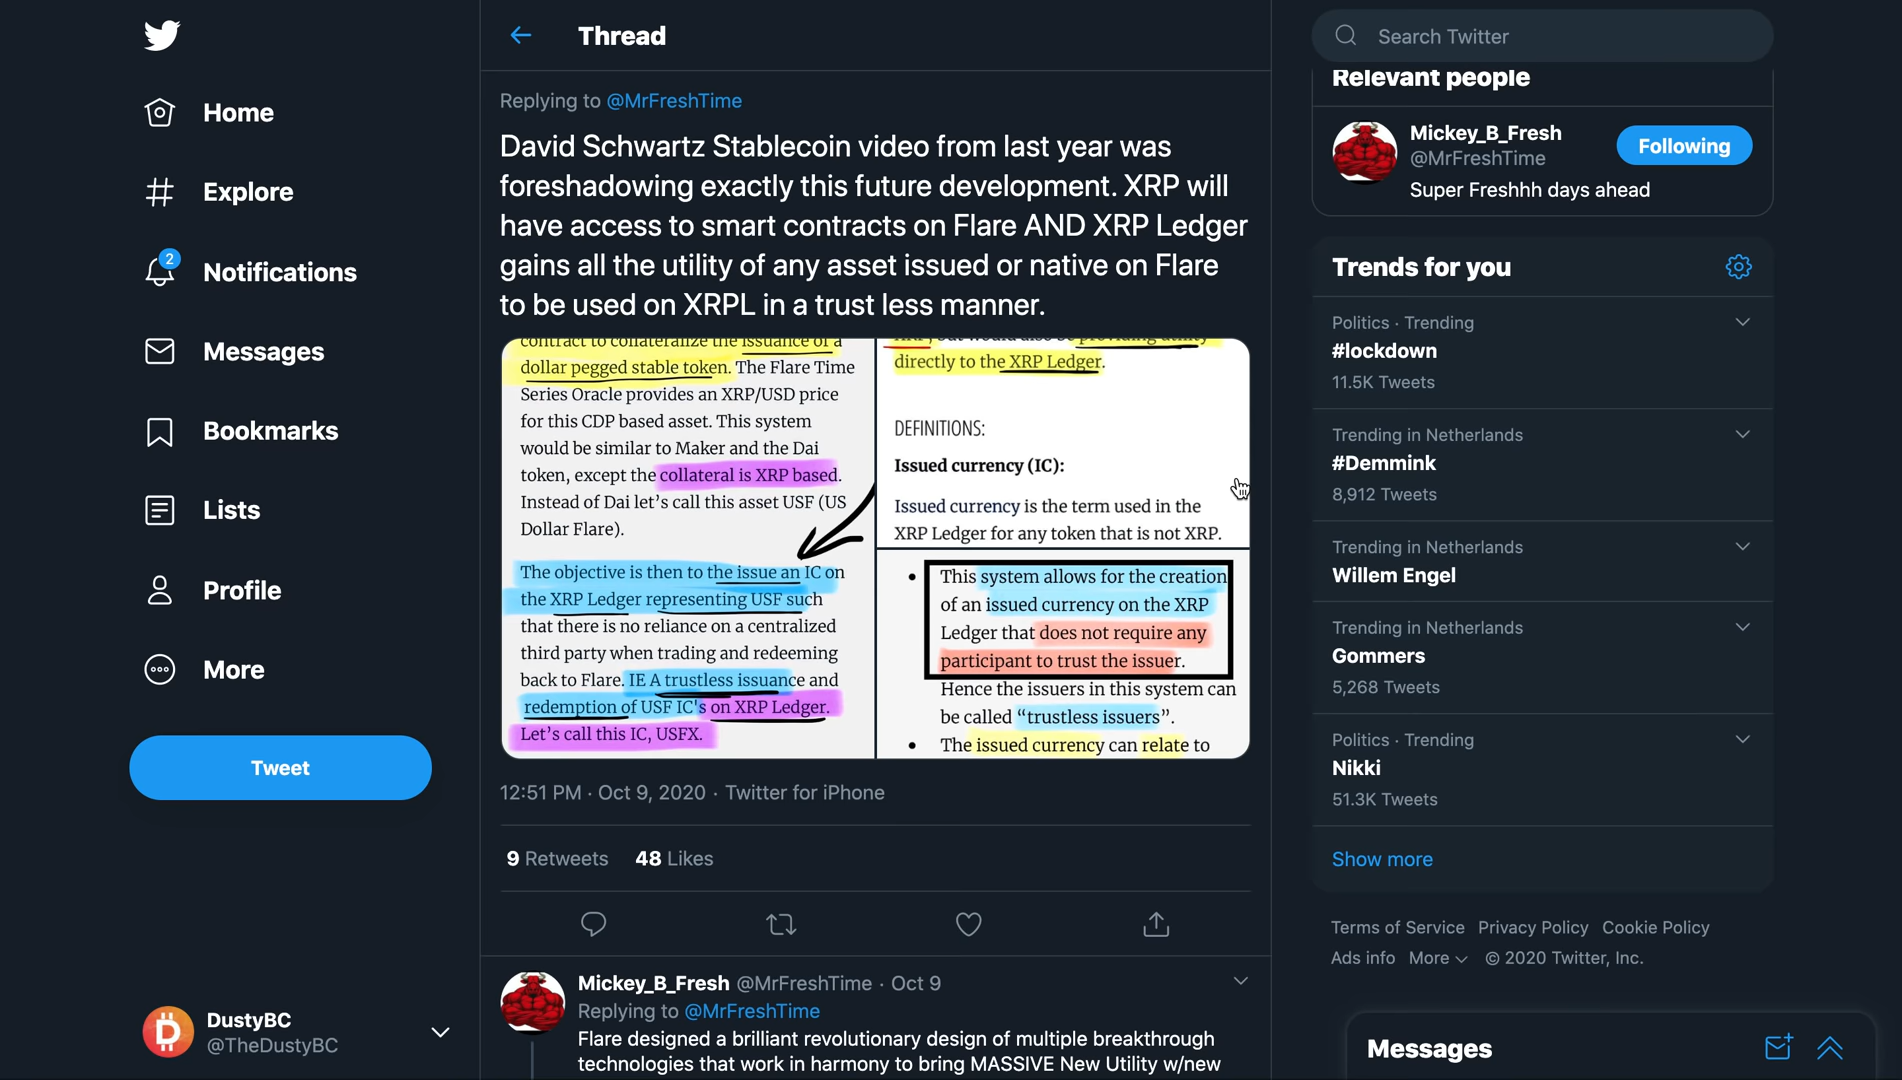 Home
Explore
2
Notifications
Messages
Bookmarks
Lists
Profile
More
Tweet
DustyBC
@TheDustyBC
Thread
Replying to @MrFreshTime
David Schwartz Stablecoin video from last year was
foreshadowing exactly this future development. XRP will
have access to smart contracts on Flare AND XRP Ledger
gains all the utility of any asset issued or native on Flare
to be used on XRPL in a trust less manner.
contract to collateralize the issuance of a
dollar pegged stable token. The Flare Time
Series Oracle provides an XRP/USD price
for this CDP based asset. This system
would be similar to Maker and the Dai
token, except the collateral is XRP based.
Instead of Dai let’s call this asset USF (US
Dollar Flare).
The objective is then to the issue an IC on
the XRP Ledger representing USF such
that there is no reliance on a centralized
third party when trading and redeeming
back to Flare. IE A trustless issuance and
redemption of USF IC's on XRP Ledger.
Let’s call this IC, USFX.
XRP, but would also be providing utility
directly to the XRP Ledger.
DEFINITIONS:
Issued currency (IC):
Issued currency is the term used in the
XRP Ledger for any token that is not XRP.
• This system allows for the creation
of an issued currency on the XRP
Ledger that does not require any
participant to trust the issuer.
Hence the issuers in this system can
be called “trustless issuers”.
• The issued currency can relate to
12:51 PM · Oct 9, 2020 · Twitter for iPhone
9 Retweets 48 Likes
Mickey_B_Fresh @MrFreshTime · Oct 9
Replying to @MrFreshTime
Flare designed a brilliant revolutionary design of multiple breakthrough
technologies that work in harmony to bring MASSIVE New Utility w/new
Search Twitter
Relevant people
Mickey_B_Fresh
@MrFreshTime
Following
Super Freshhh days ahead
Trends for you
Politics · Trending
#lockdown
11.5K Tweets
Trending in Netherlands
#Demmink
8,912 Tweets
Trending in Netherlands
Willem Engel
Trending in Netherlands
Gommers
5,268 Tweets
Politics · Trending
Nikki
51.3K Tweets
Show more
Terms of Service Privacy Policy Cookie Policy
Ads info More © 2020 Twitter, Inc.
Messages